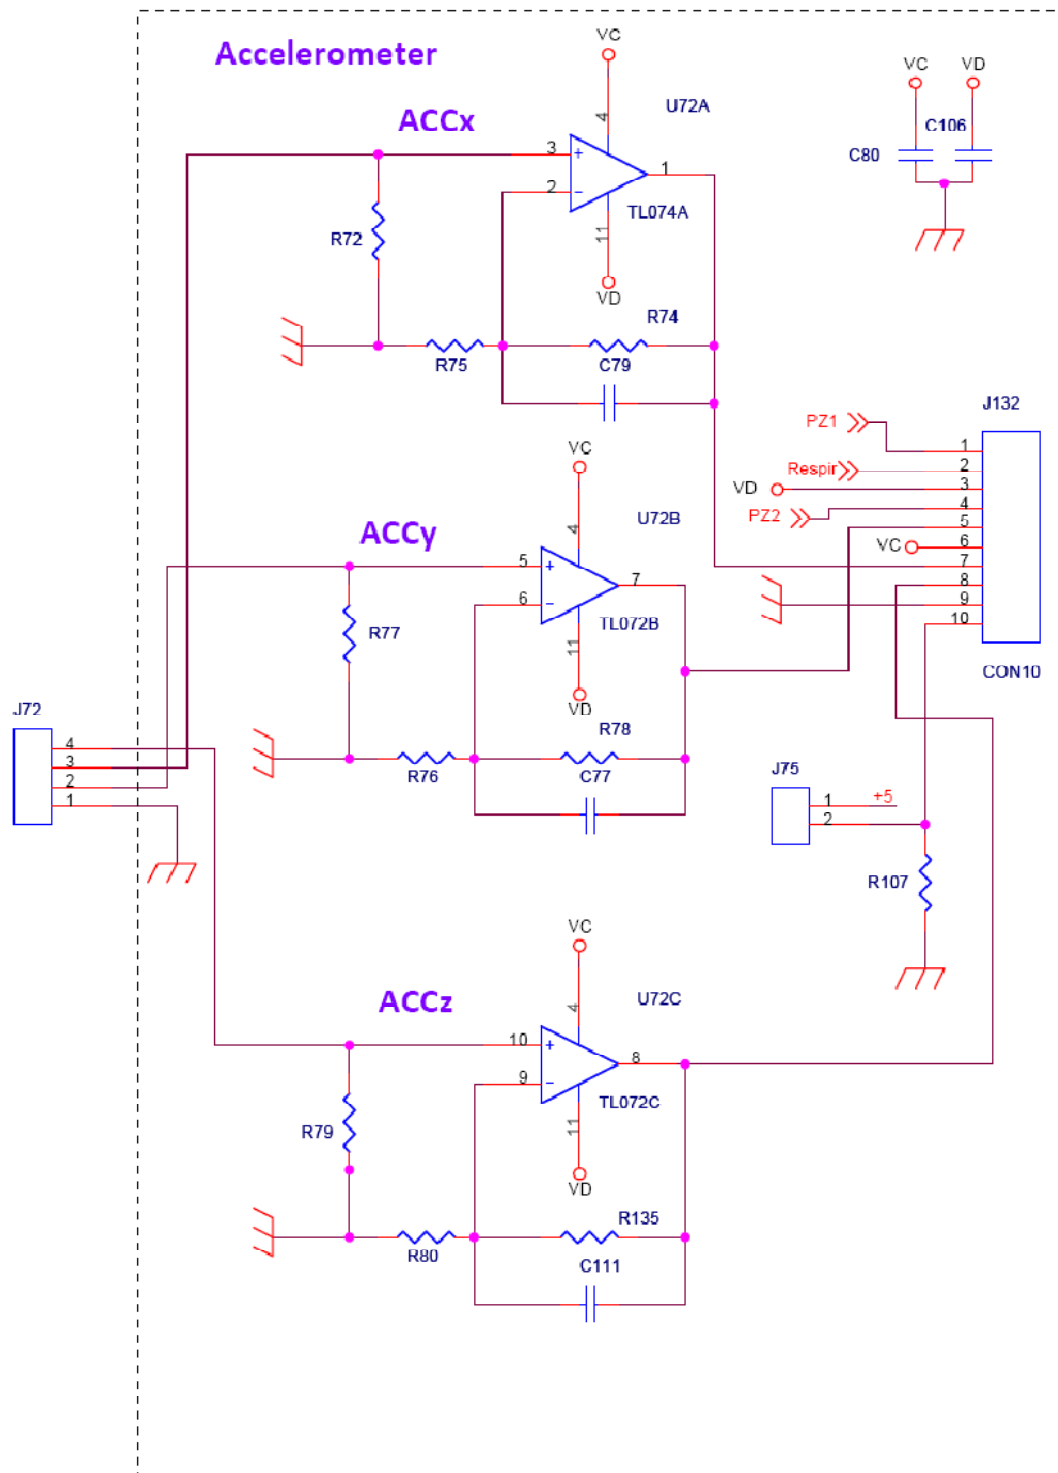 Accelerometer
VC
VC VD
U72A
ACCx
C106
4
C80
3 +
1
2 −
TL074A
R72
11
VD
R74
R75
C79
J132
PZ1
1
VC
Respir
2
VD
3
U72B
PZ2
4
ACCy
4
5
VC
6
5 +
7
7
8
6 −
9
TL072B
10
R77
11
CON10
VD
J72
R78
4
R76
C77
J75
3
2
1 +5
1
2
R107
VC
ACCz
U72C
4
10 +
8
9 −
TL072C
R79
11
VD
R135
R80
C111